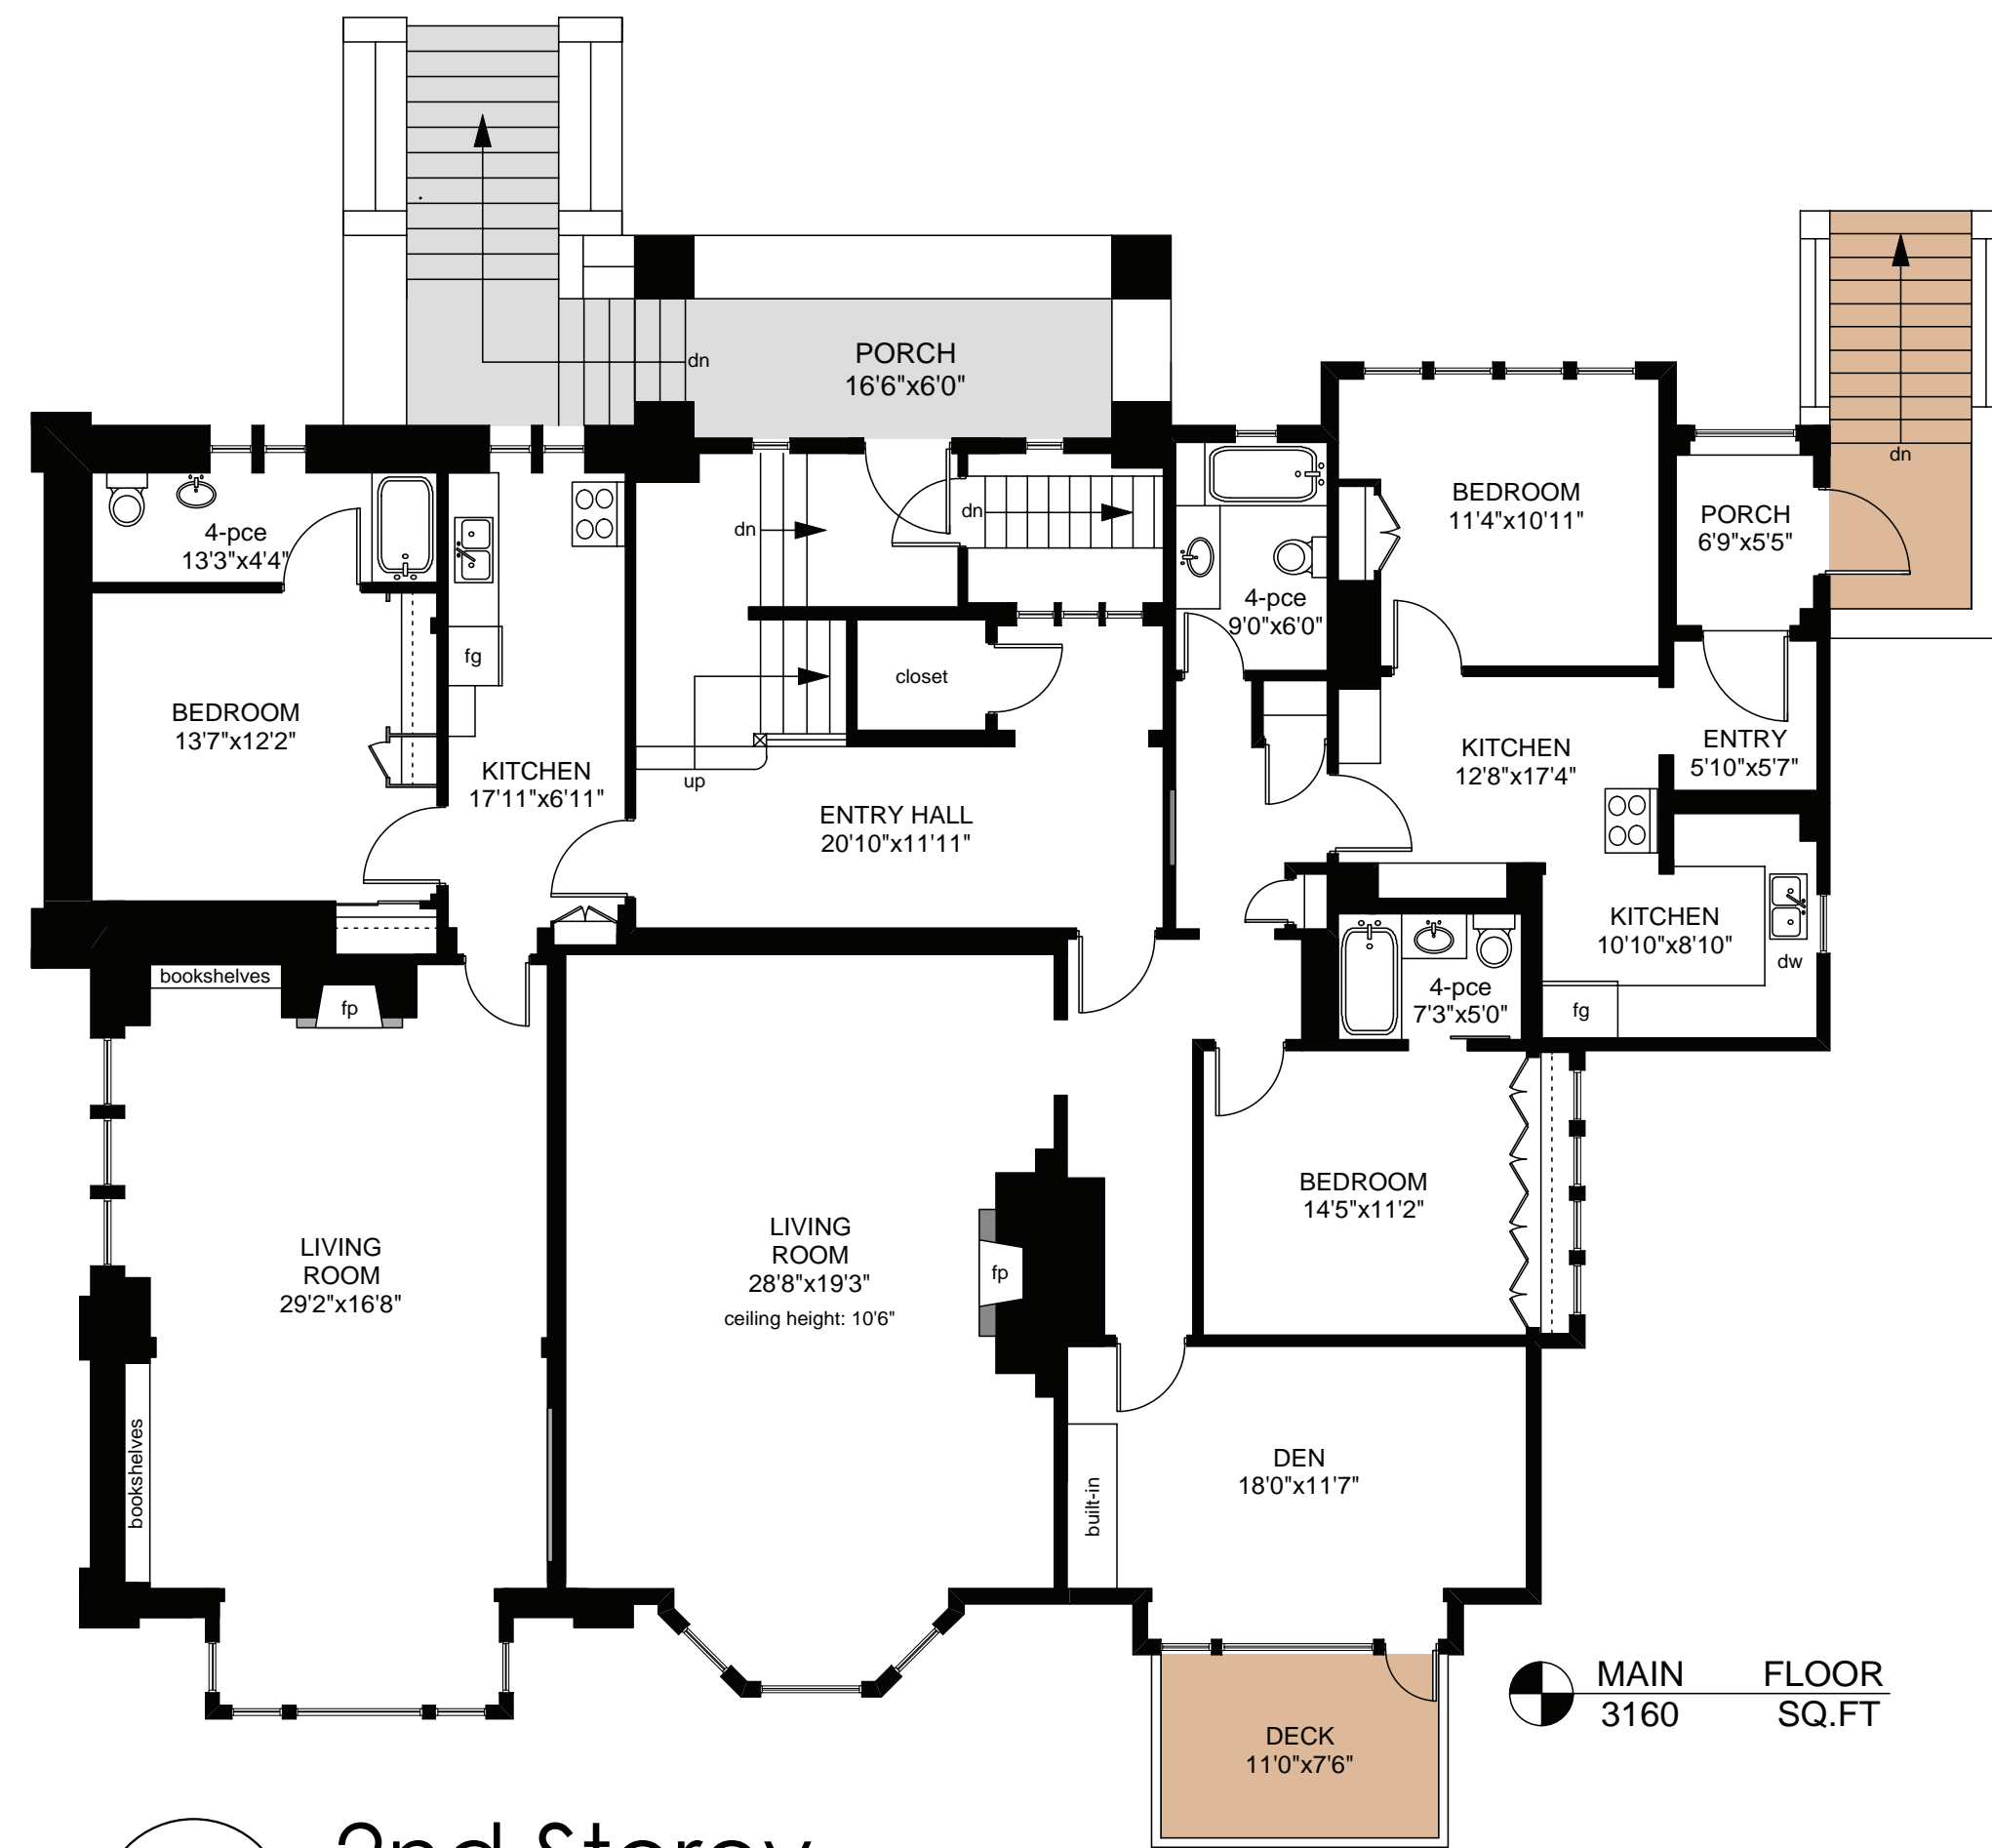 PORCH
16'6"x6'0"
dn
dn
BEDROOM
11'4"x10'11"
PORCH
6'9"x5'5"
4-pce
13'3"x4'4"
dn
dn
4-pce
9'0"x6'0"
fg
closet
BEDROOM
13'7"x12'2"
KITCHEN
17'11"x6'11"
up
ENTRY HALL
20'10"x11'11"
KITCHEN
12'8"x17'4"
ENTRY
5'10"x5'7"
KITCHEN
10'10"x8'10"
dw
fg
bookshelves
fp
4-pce
7'3"x5'0"
BEDROOM
14'5"x11'2"
LIVING
ROOM
29'2"x16'8"
LIVING
ROOM
28'8"x19'3"
ceiling height: 10'6"
fp
bookshelves
built-in
DEN
18'0"x11'7"
DECK
11'0"x7'6"
MAIN FLOOR
3160 SQ.FT
2nd Storey